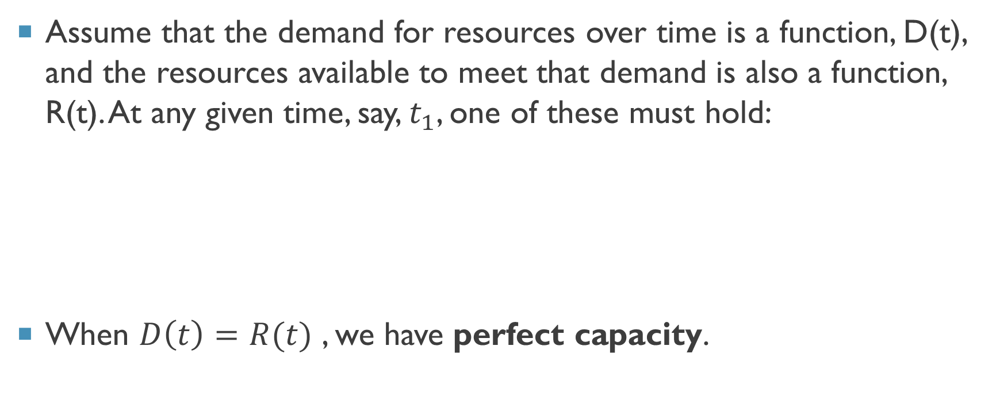 Assume that the demand for resources over time is a function, D(t),
and the resources available to meet that demand is also a function,
R(t). At any given time, say, t₁, one of these must hold:
When D(t) = R(t) , we have perfect capacity.